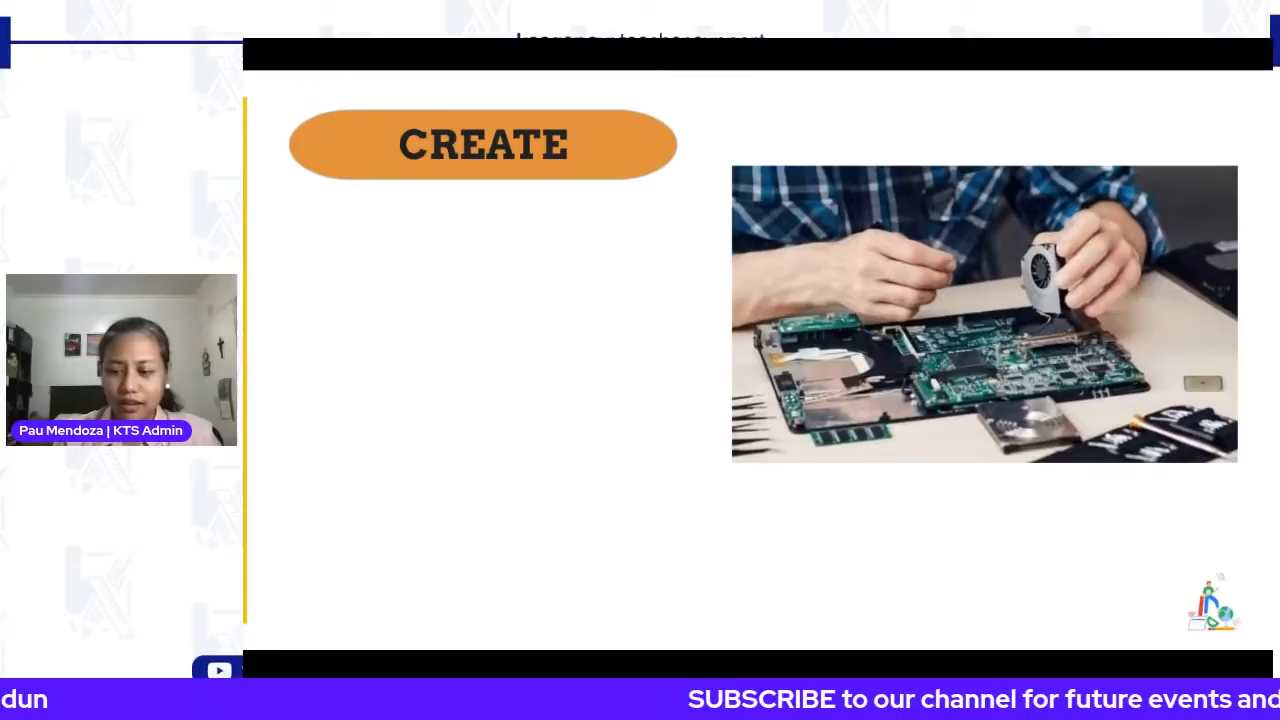 CREATE
Pau Mendoza | KTS Admin
dun
SUBSCRIBE to our channel for future events and